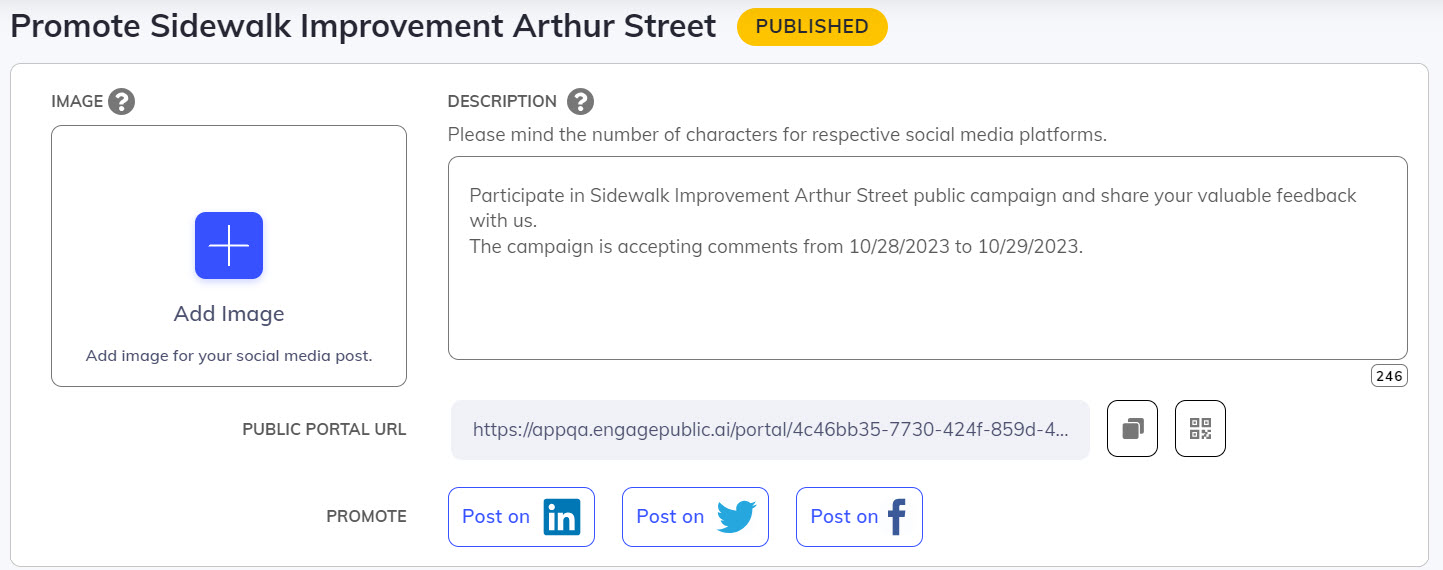 Promote Sidewalk Improvement Arthur Street PUBLISHED
IMAGE ?
DESCRIPTION ?
Please mind the number of characters for respective social media platforms.
Participate in Sidewalk Improvement Arthur Street public campaign and share your valuable feedback
with us.
The campaign is accepting comments from 10/28/2023 to 10/29/2023.
Add Image
Add image for your social media post.
246
PUBLIC PORTAL URL https://appqa.engagepublic.ai/portal/4c46bb35-7730-424f-859d-4...
PROMOTE Post on in Post on Post on f